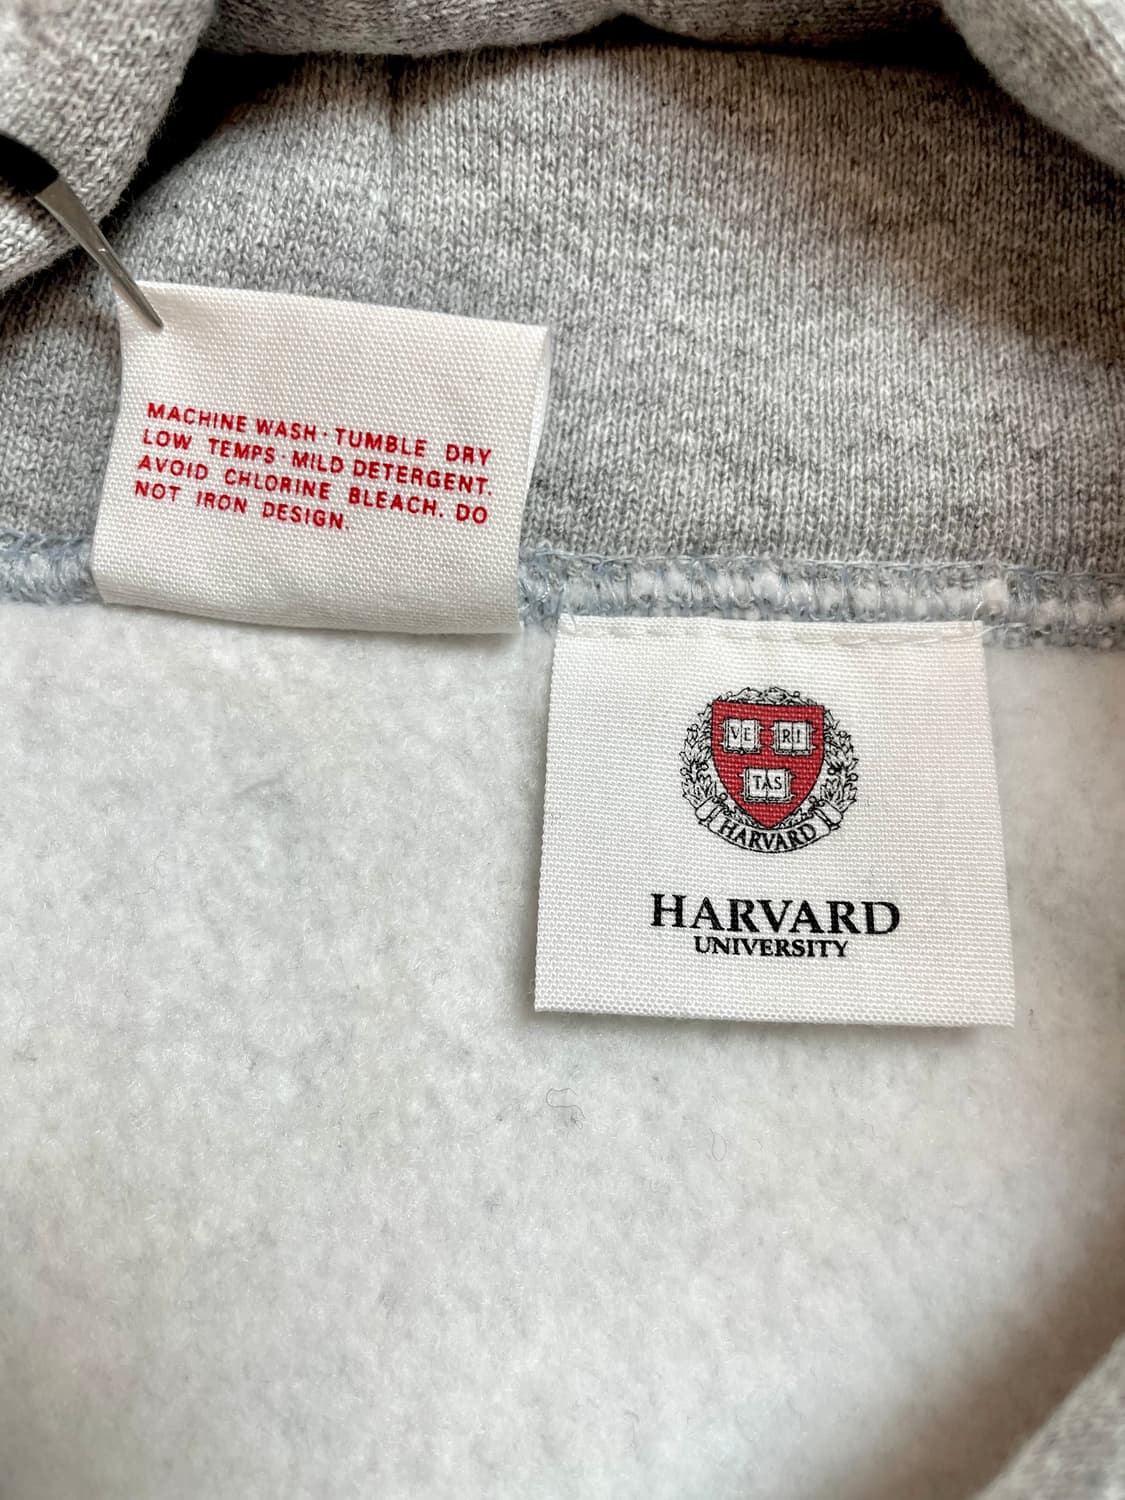 MACHINE WASH · TUMBLE DRY
LOW TEMPS · MILD DETERGENT.
AVOID CHLORINE BLEACH. DO
NOT IRON DESIGN.
VE RI
TAS
HARVARD
HARVARD
UNIVERSITY